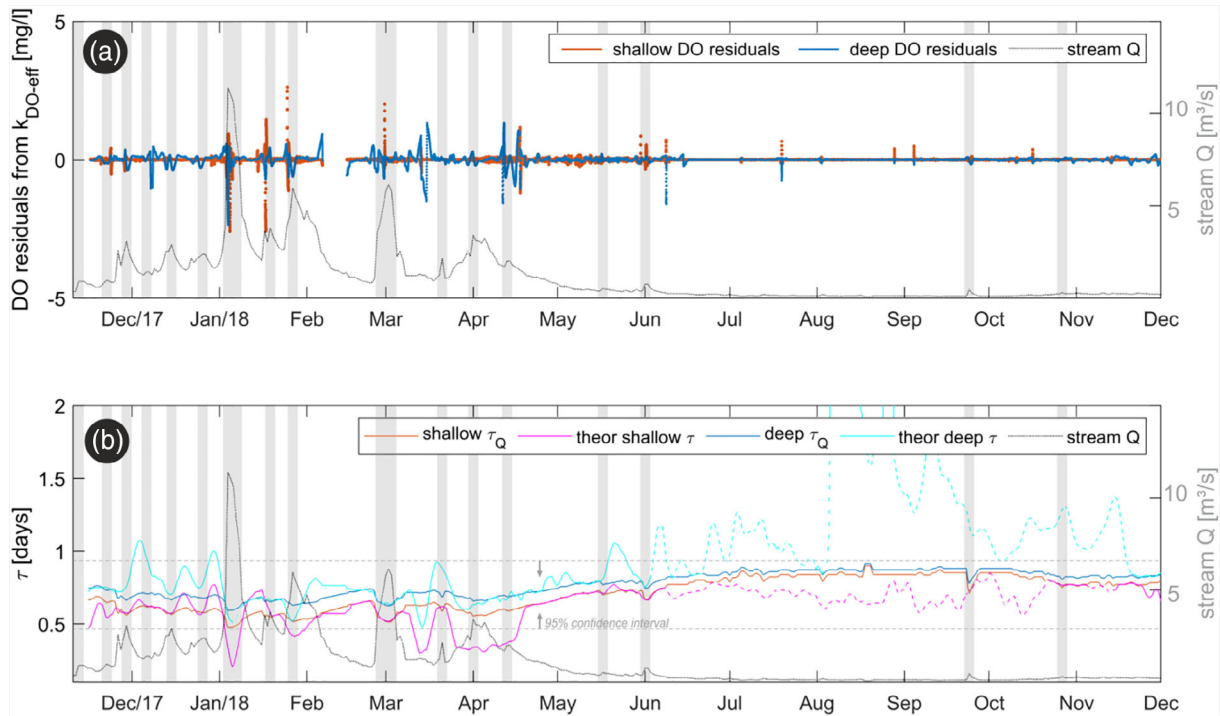 (a)
DO residuals from k_DO-eff [mg/l]
5
0
-5
shallow DO residuals deep DO residuals stream Q
10
5
stream Q [m³/s]
Dec/17 Jan/18 Feb Mar Apr May Jun Jul Aug Sep Oct Nov Dec
(b)
τ [days]
2
1.5
1
0.5
shallow τ_Q theor shallow τ deep τ_Q theor deep τ stream Q
95% confidence interval
10
5
stream Q [m³/s]
Dec/17 Jan/18 Feb Mar Apr May Jun Jul Aug Sep Oct Nov Dec